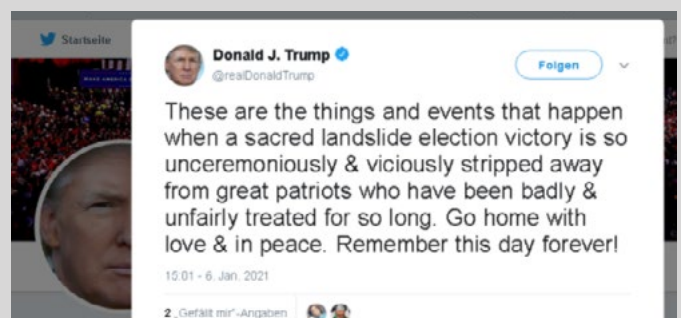 Startseite
MAKE AMERICA
Donald J. Trump
@realDonaldTrump
Folgen
These are the things and events that happen
when a sacred landslide election victory is so
unceremoniously & viciously stripped away
from great patriots who have been badly &
unfairly treated for so long. Go home with
love & in peace. Remember this day forever!
15:01 - 6. Jan. 2021
2 „Gefällt mir“-Angaben